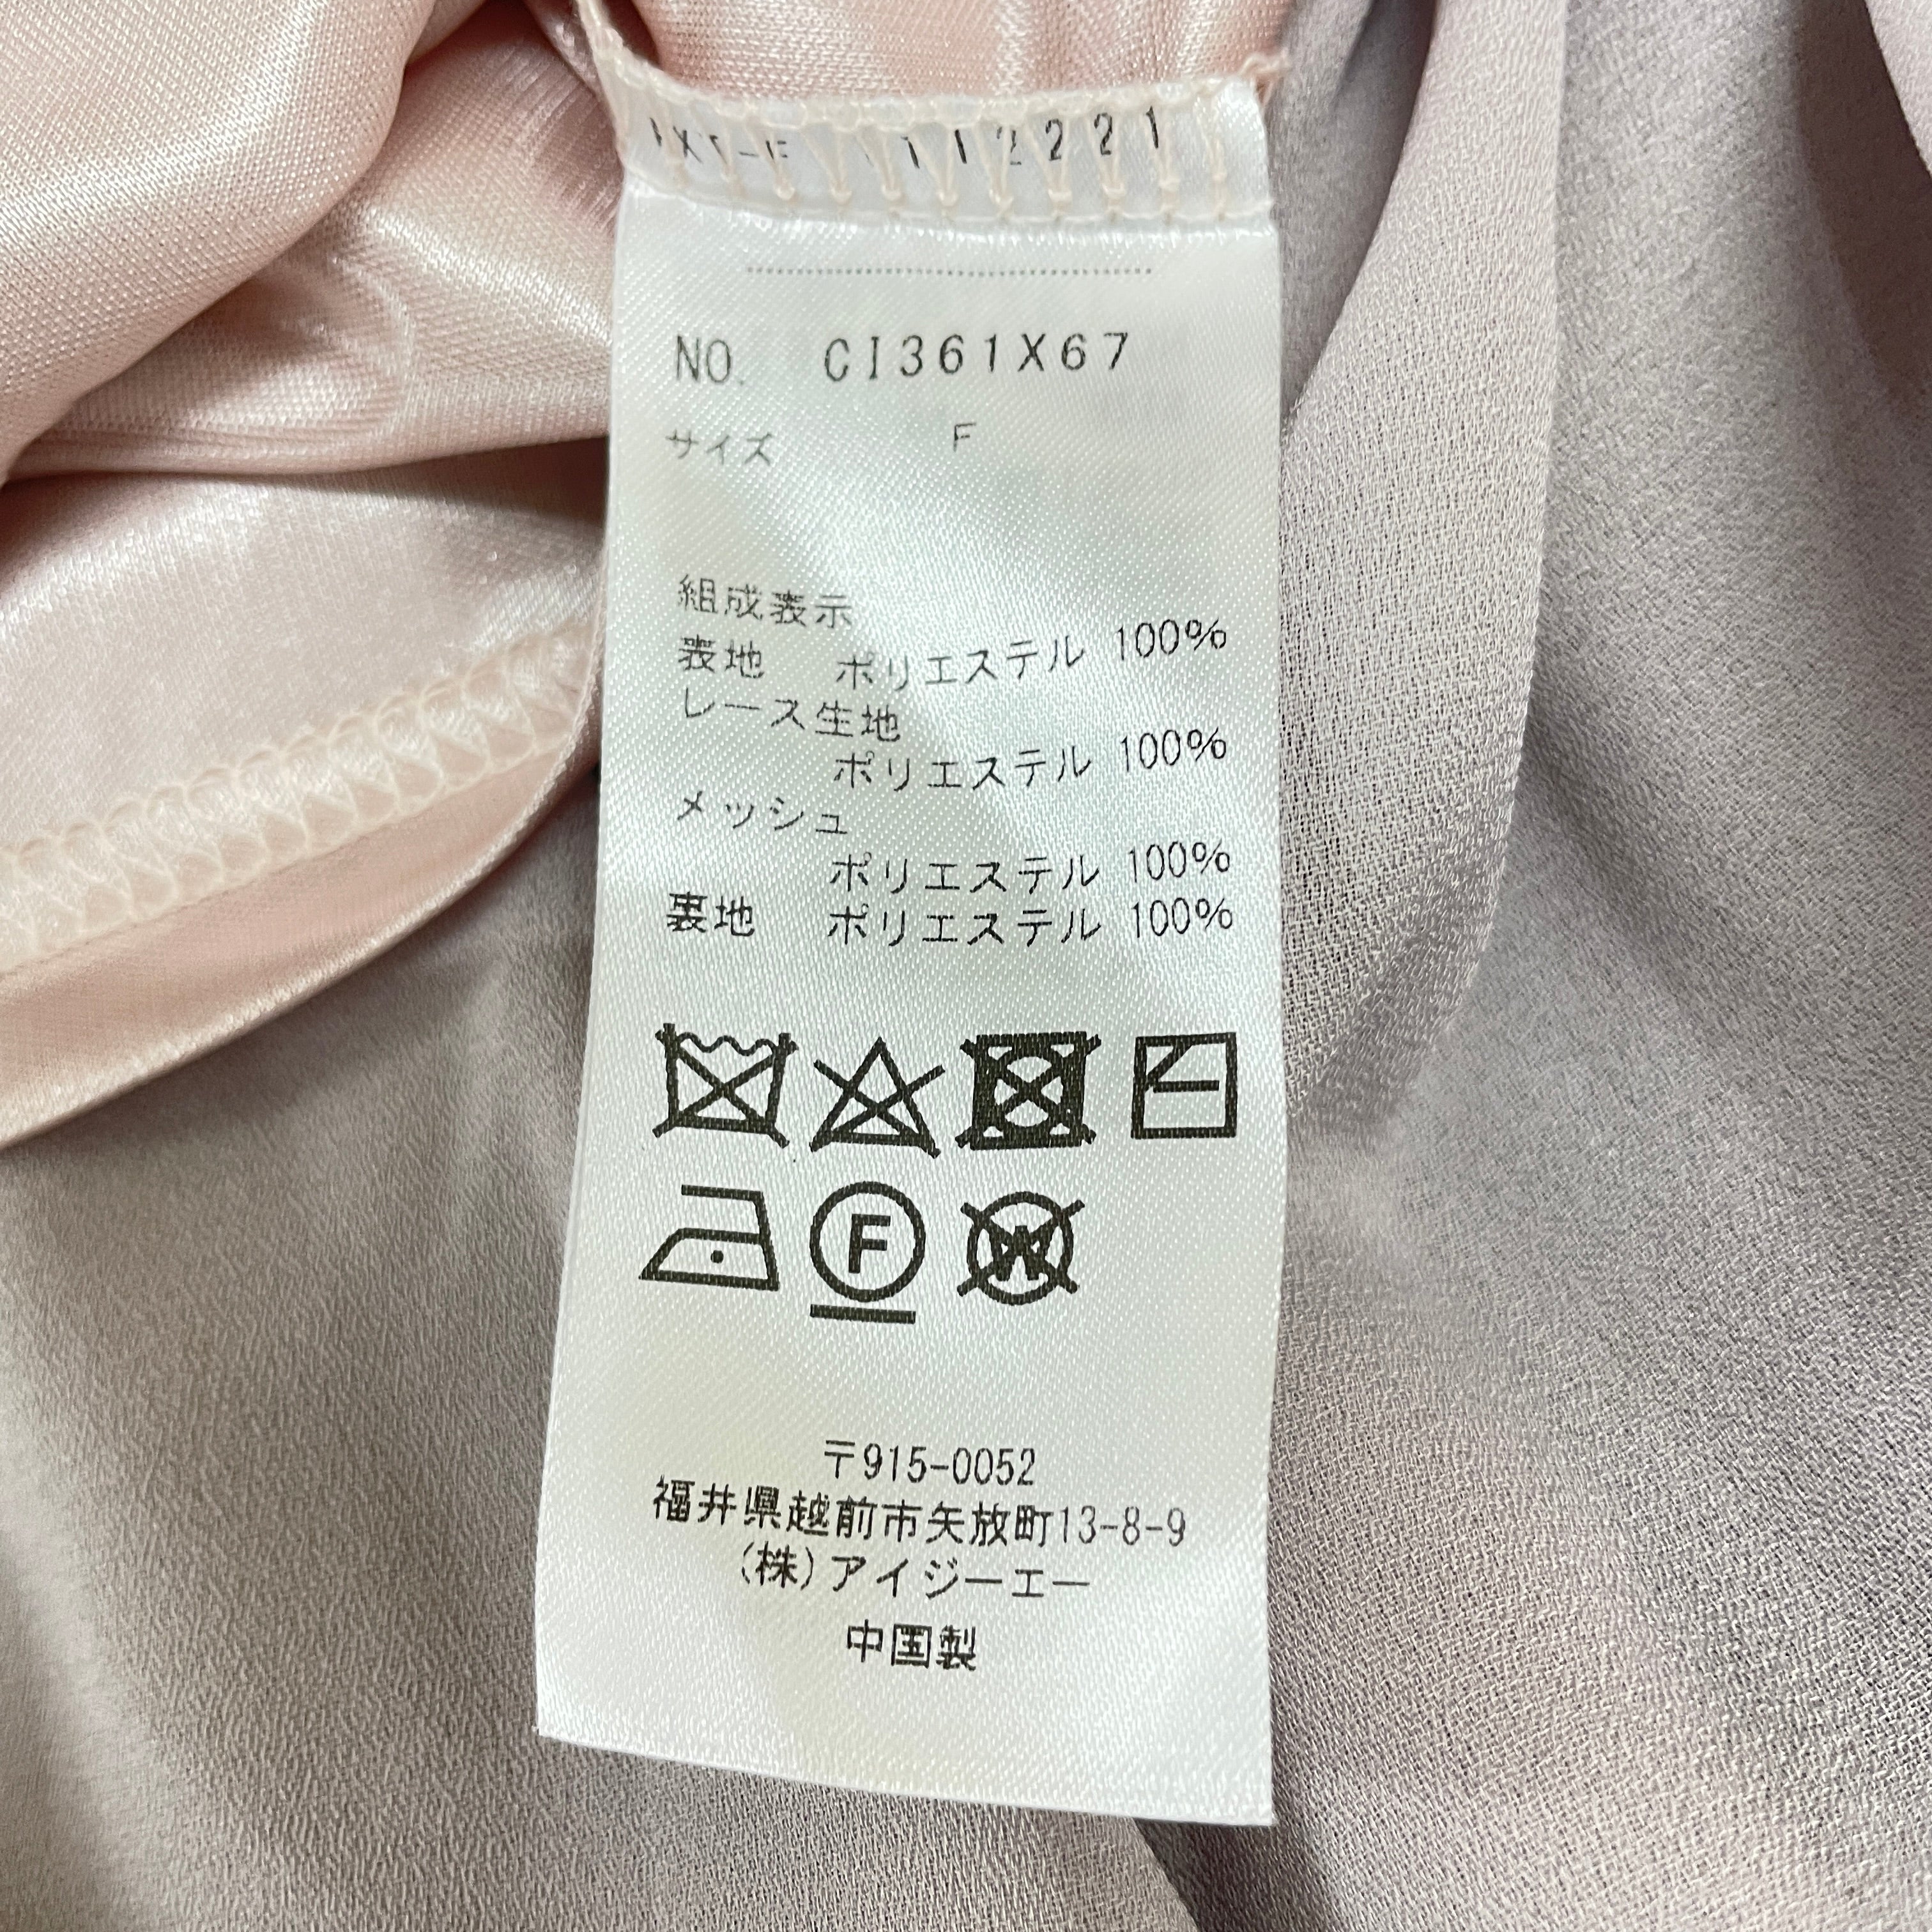 112221
NO. CI361X67
サイズ F
組成表示
表地 ポリエステル 100%
レース生地
ポリエステル 100%
メッシュ
ポリエステル 100%
裏地 ポリエステル 100%
F
W
〒915-0052
福井県越前市矢放町13-8-9
(株)アイジーエー
中国製